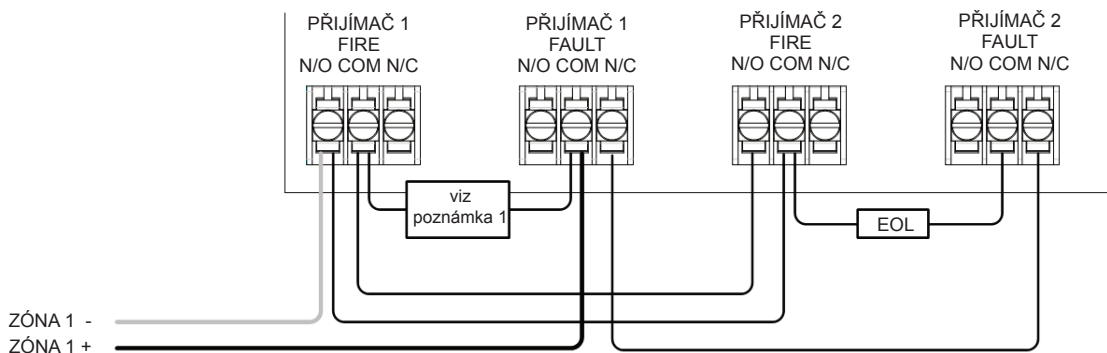 PŘIJÍMAČ 1
FIRE
N/O COM N/C
PŘIJÍMAČ 1
FAULT
N/O COM N/C
PŘIJÍMAČ 2
FIRE
N/O COM N/C
PŘIJÍMAČ 2
FAULT
N/O COM N/C
viz
poznámka 1
EOL
ZÓNA 1 -
ZÓNA 1 +